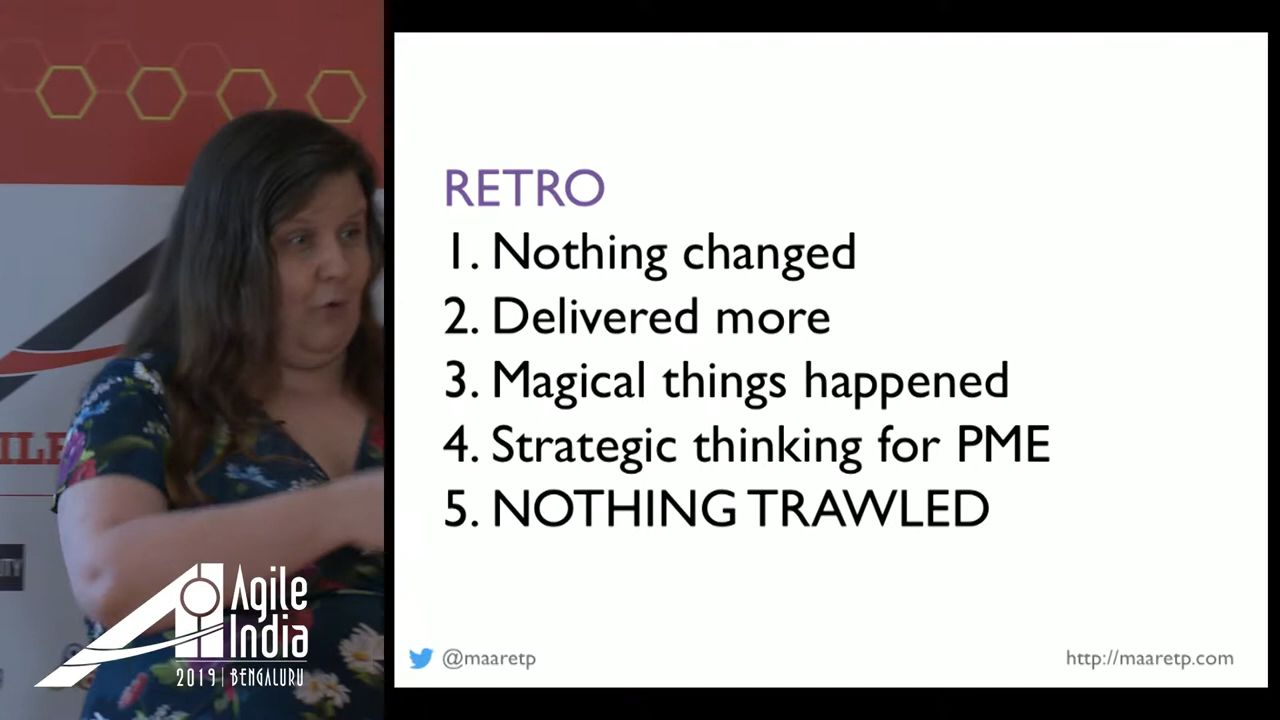 RETRO
1. Nothing changed
2. Delivered more
3. Magical things happened
4. Strategic thinking for PME
5. NOTHING TRAWLED
@maaretp
http://maaretp.com
Agile
India
2019 | BENGALURU